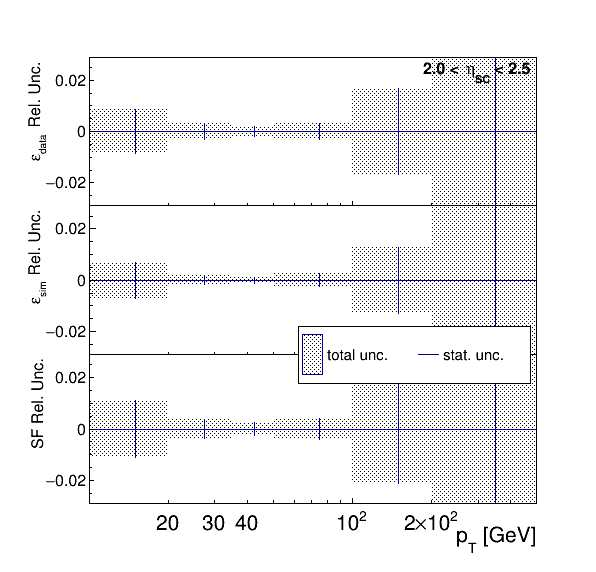 2.0 < η_SC < 2.5
ε_data Rel. Unc.
0.02
0
−0.02
ε_sim Rel. Unc.
0.02
0
−0.02
total unc.
stat. unc.
SF Rel. Unc.
0.02
0
−0.02
20 30 40 10² 2×10²
p_T [GeV]